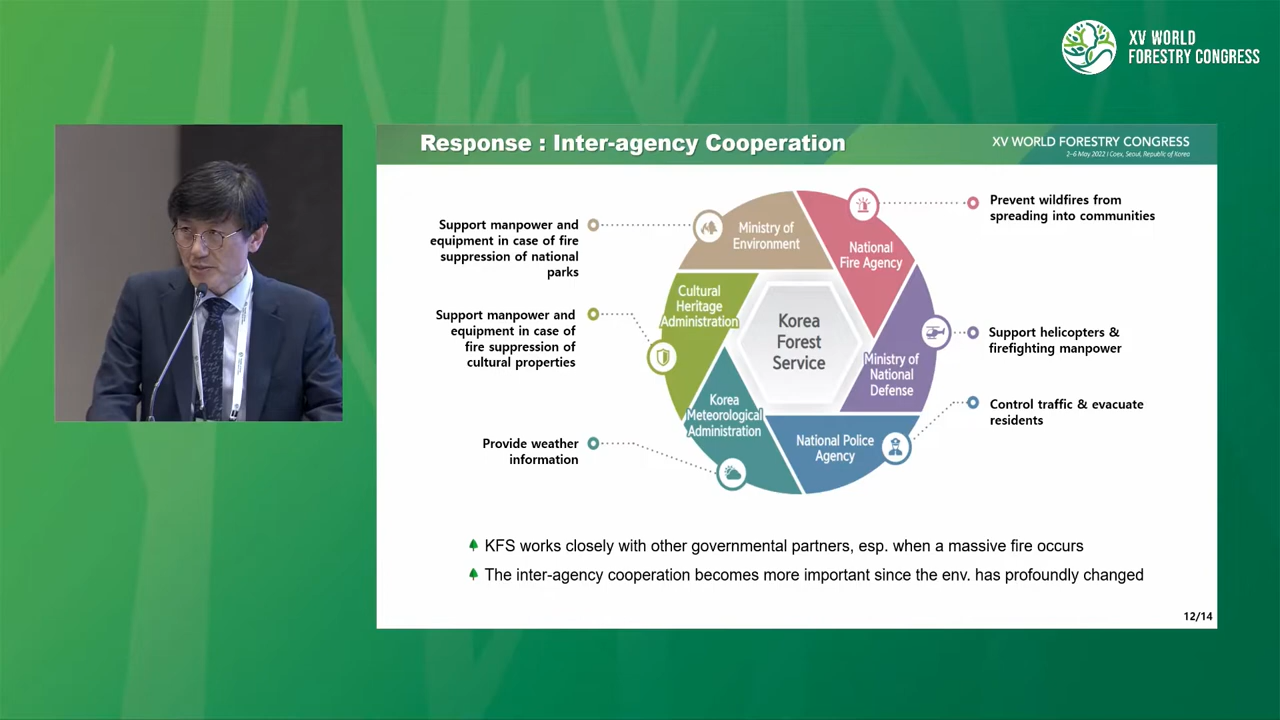 XV WORLD
FORESTRY CONGRESS
Response : Inter-agency Cooperation
XV WORLD FORESTRY CONGRESS
2-6 May 2022 I Coex, Seoul, Republic of Korea
Support manpower and
equipment in case of fire
suppression of national
parks
Support manpower and
equipment in case of
fire suppression of
cultural properties
Provide weather
information
Ministry of
Environment
National
Fire Agency
Cultural
Heritage
Administration
Korea
Forest
Service
Ministry of
National
Defense
Korea
Meteorological
Administration
National Police
Agency
Prevent wildfires from
spreading into communities
Support helicopters &
firefighting manpower
Control traffic & evacuate
residents
KFS works closely with other governmental partners, esp. when a massive fire occurs
The inter-agency cooperation becomes more important since the env. has profoundly changed
12/14